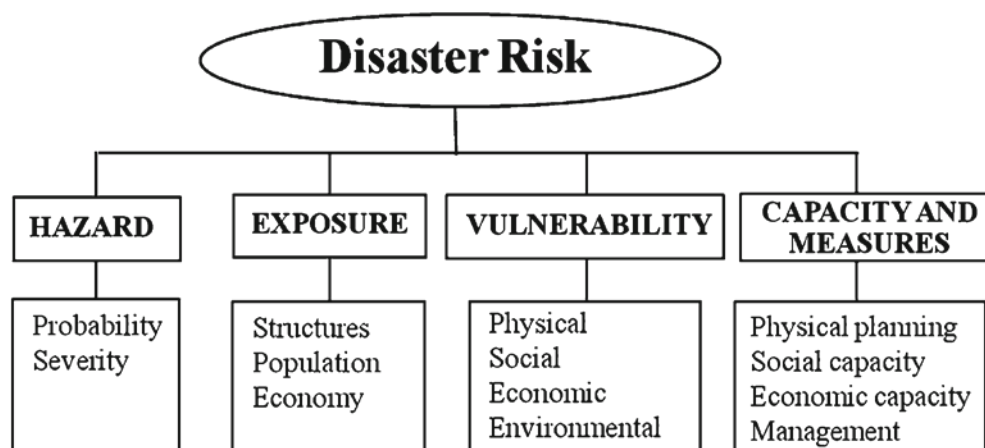 Disaster Risk
HAZARD
EXPOSURE
VULNERABILITY
CAPACITY AND
MEASURES
Probability
Severity
Structures
Population
Economy
Physical
Social
Economic
Environmental
Physical planning
Social capacity
Economic capacity
Management